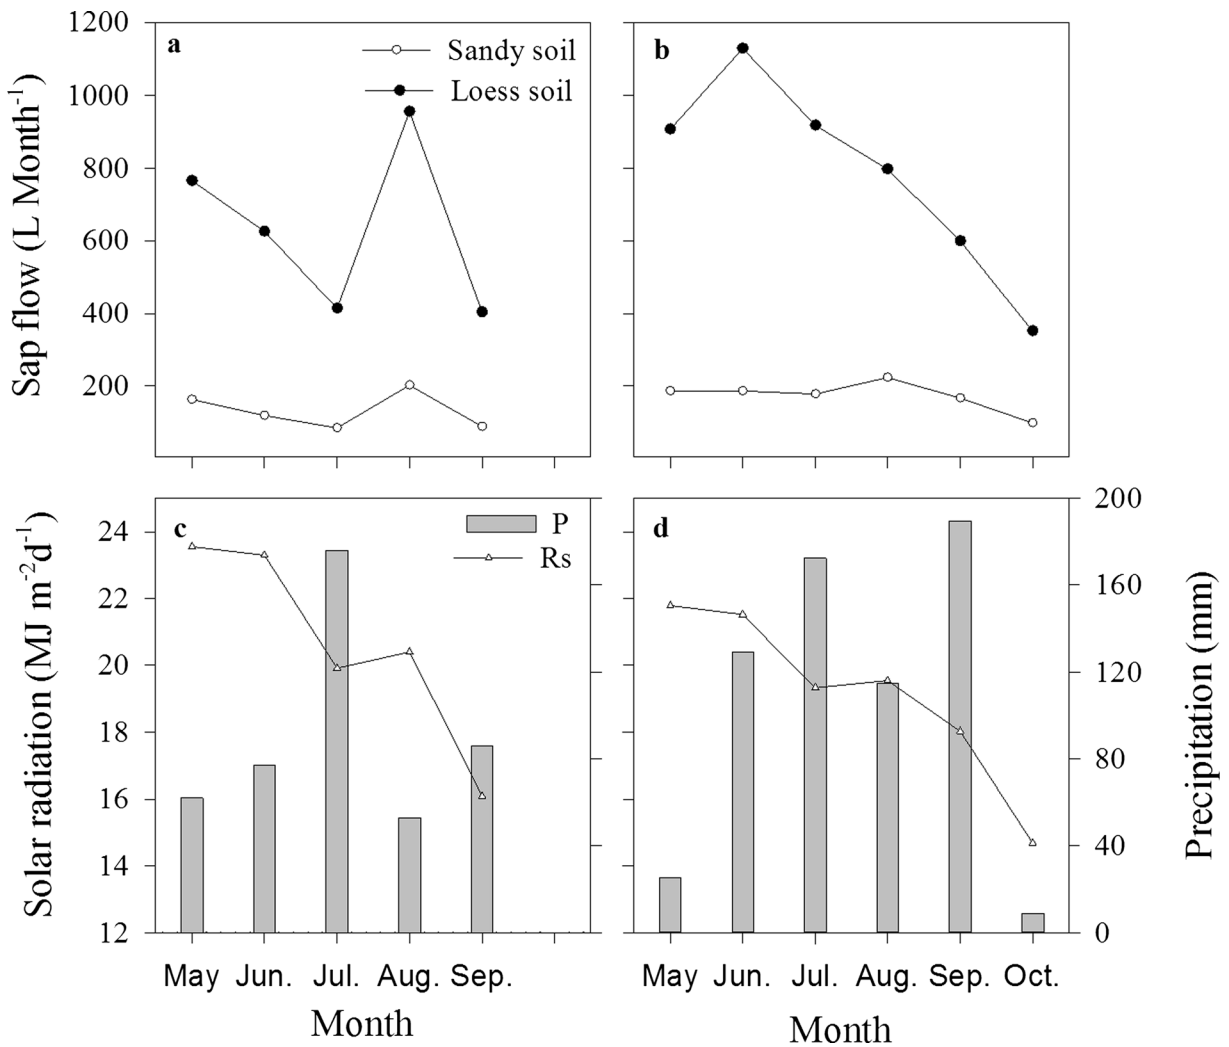 1200
1000
800
600
400
200
Sap flow (L Month⁻¹)
a
Sandy soil
Loess soil
b
24
22
20
18
16
14
12
Solar radiation (MJ m⁻²d⁻¹)
c
P
Rs
d
200
160
120
80
40
0
Precipitation (mm)
May Jun. Jul. Aug. Sep.
May Jun. Jul. Aug. Sep. Oct.
Month
Month